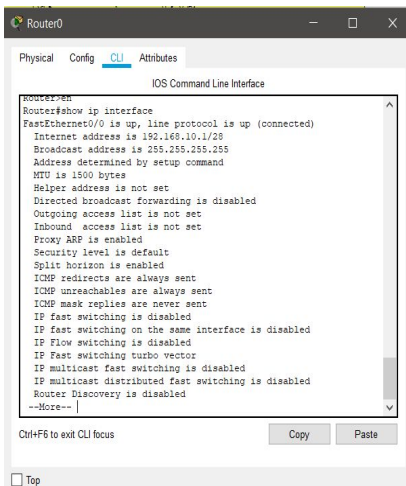 Router0
Physical Config CLI Attributes
IOS Command Line Interface
Router>en
Router#show ip interface
FastEthernet0/0 is up, line protocol is up (connected)
Internet address is 192.168.10.1/28
Broadcast address is 255.255.255.255
Address determined by setup command
MTU is 1500 bytes
Helper address is not set
Directed broadcast forwarding is disabled
Outgoing access list is not set
Inbound  access list is not set
Proxy ARP is enabled
Security level is default
Split horizon is enabled
ICMP redirects are always sent
ICMP unreachables are always sent
ICMP mask replies are never sent
IP fast switching is disabled
IP fast switching on the same interface is disabled
IP Flow switching is disabled
IP Fast switching turbo vector
IP multicast fast switching is disabled
IP multicast distributed fast switching is disabled
Router Discovery is disabled
--More--
Ctrl+F6 to exit CLI focus Copy Paste
Top